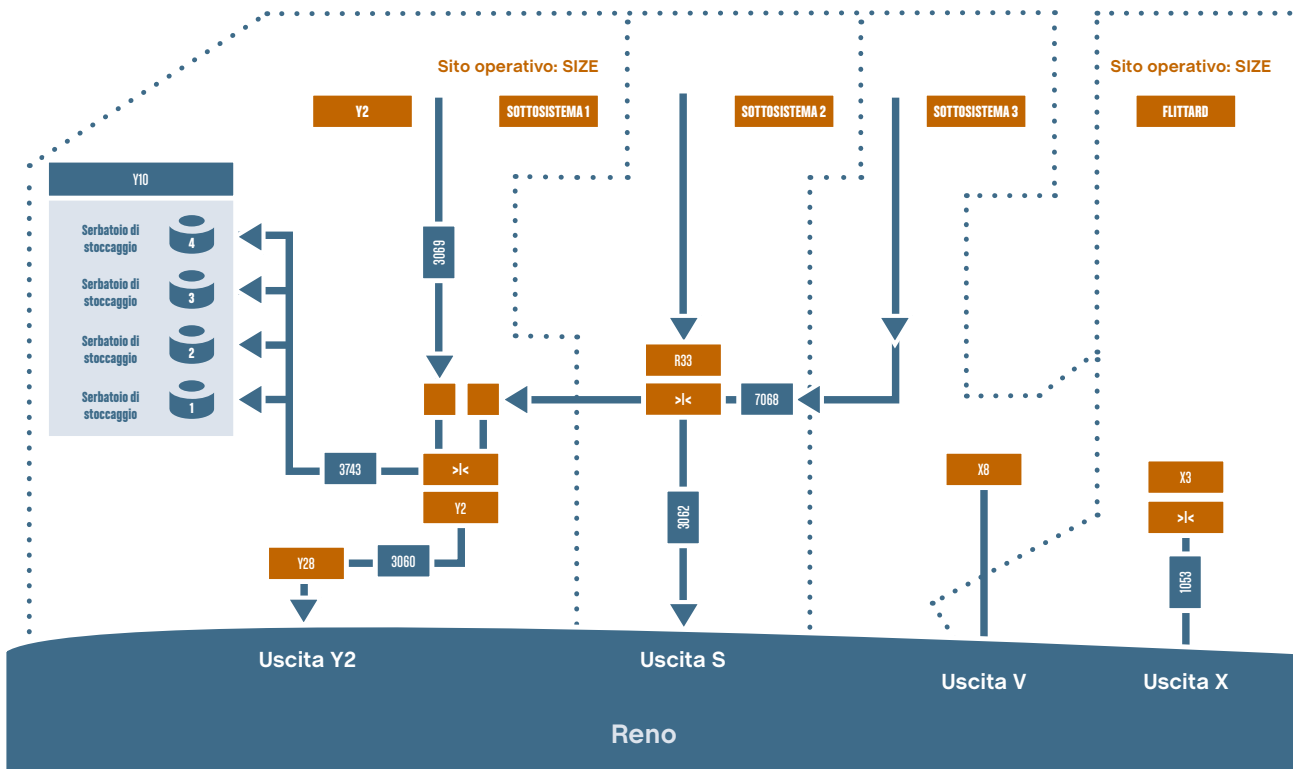 Sito operativo: SIZE
Sito operativo: SIZE
Y2
SOTTOSISTEMA 1
SOTTOSISTEMA 2
SOTTOSISTEMA 3
FLITTARD
Y10
Serbatoio di
stoccaggio
4
Serbatoio di
stoccaggio
3
Serbatoio di
stoccaggio
2
Serbatoio di
stoccaggio
1
3069
R33
>|<
7068
3743
>|<
Y2
X8
X3
>|<
3062
Y28
3060
1053
Uscita Y2
Uscita S
Uscita V
Uscita X
Reno